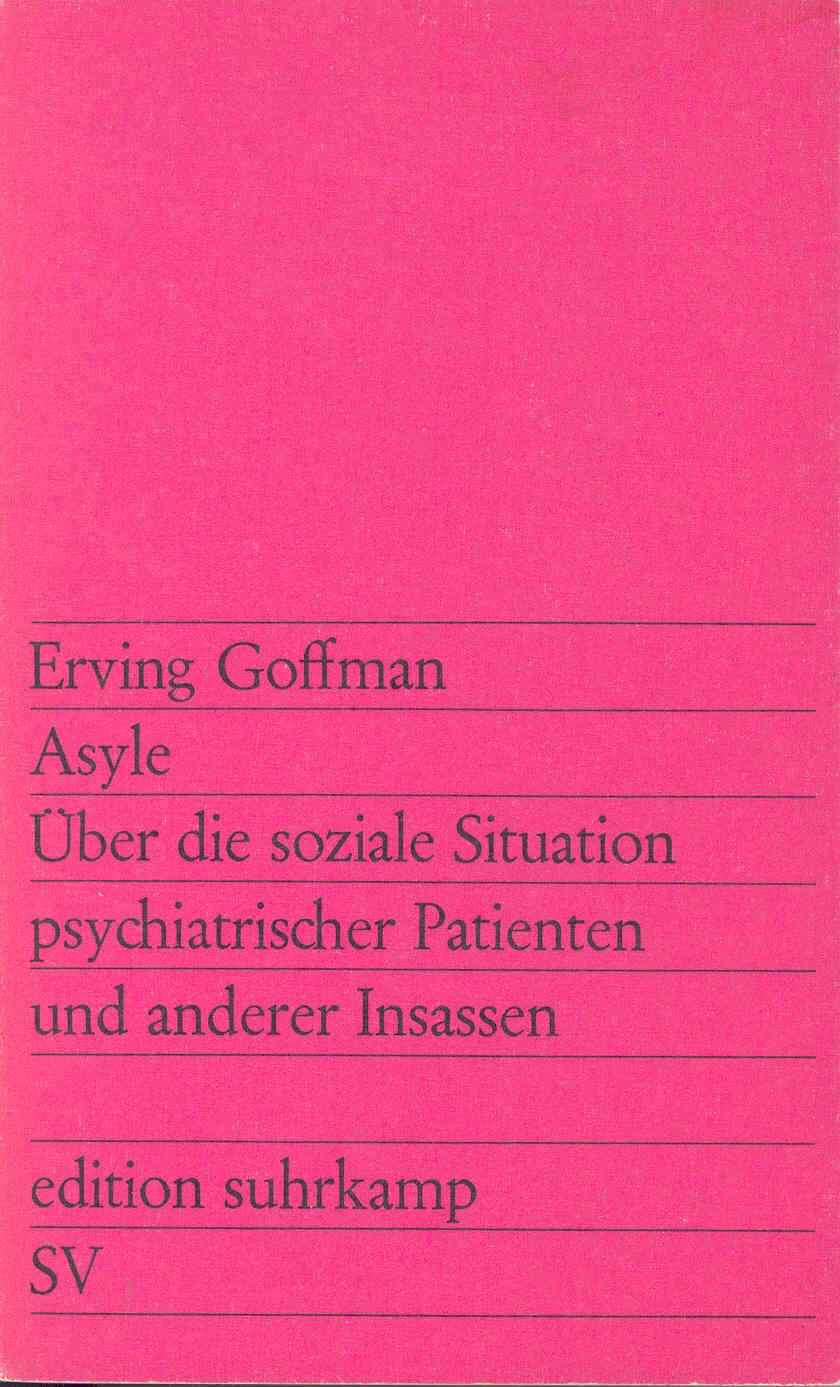 Erving Goffman
Asyle
Über die soziale Situation
psychiatrischer Patienten
und anderer Insassen
edition suhrkamp
SV